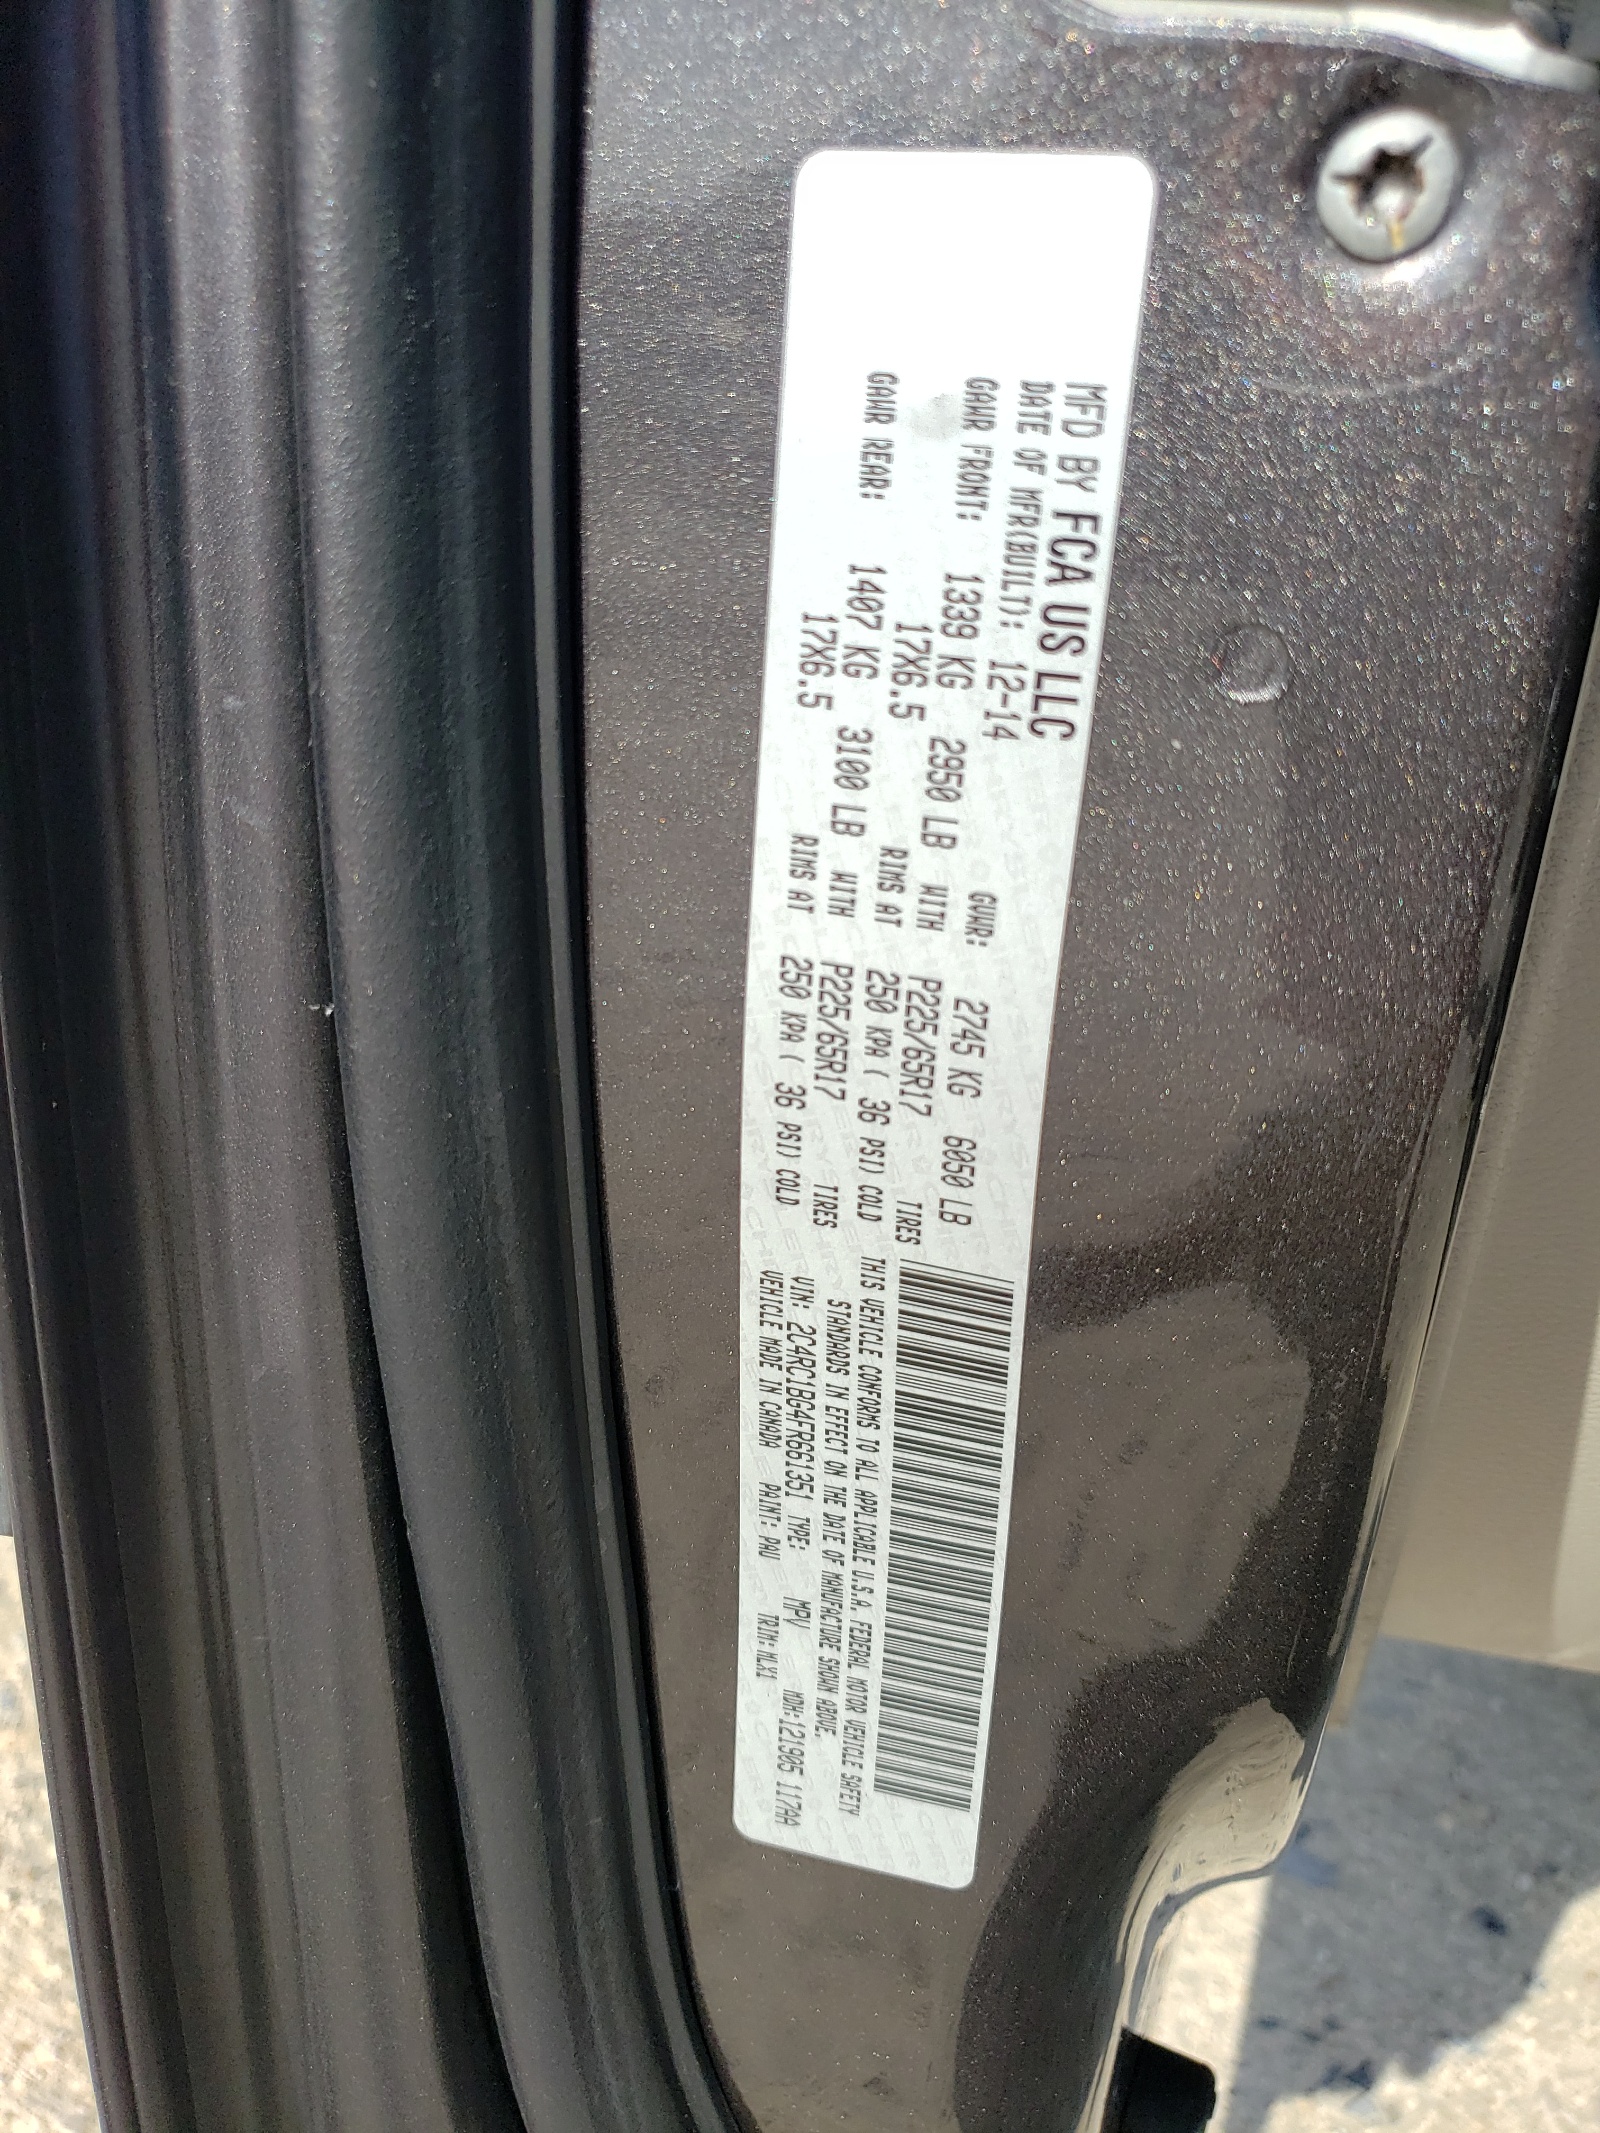 MFD BY FCA US LLC
DATE OF MFR(BUILT): 12-14 GVWR: 2745 KG 6050 LB
GAWR FRONT: 1339 KG 2950 LB WITH P225/65R17 TIRES
17X6.5 RIMS AT 250 KPA ( 36 PSI) COLD
GAWR REAR: 1407 KG 3100 LB WITH P225/65R17 TIRES
17X6.5 RIMS AT 250 KPA ( 36 PSI) COLD
THIS VEHICLE CONFORMS TO ALL APPLICABLE U.S.A. FEDERAL MOTOR VEHICLE SAFETY
STANDARDS IN EFFECT ON THE DATE OF MANUFACTURE SHOWN ABOVE.
VIN: 2C4RC1BG4FR661351 TYPE: MPV MDH:121905 117AA
VEHICLE MADE IN CANADA PAINT: PAU TRIM:MLX1